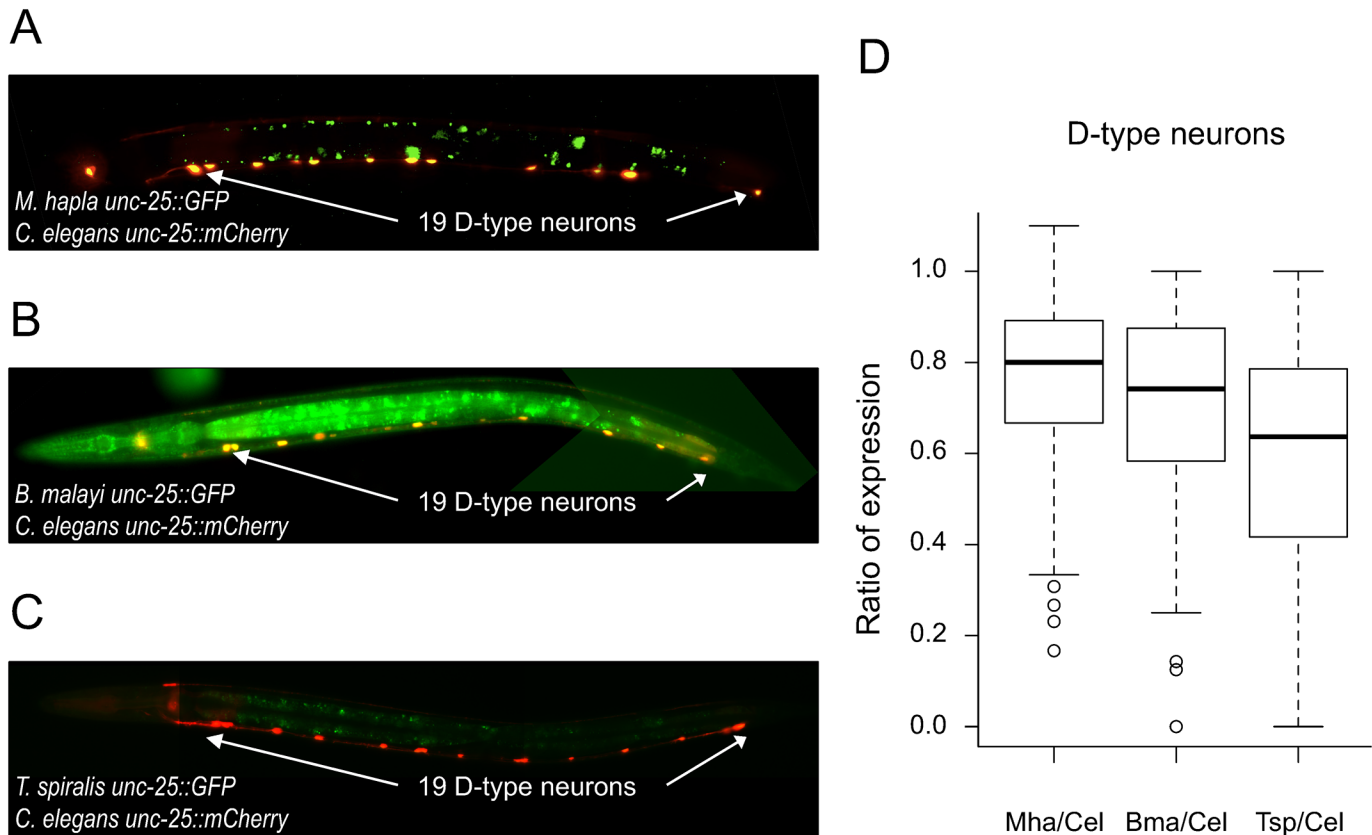 A
M. hapla unc-25::GFP
C. elegans unc-25::mCherry
19 D-type neurons
B
B. malayi unc-25::GFP
C. elegans unc-25::mCherry
19 D-type neurons
C
T. spiralis unc-25::GFP
C. elegans unc-25::mCherry
19 D-type neurons
D
D-type neurons
Ratio of expression
1.0
0.8
0.6
0.4
0.2
0.0
Mha/Cel Bma/Cel Tsp/Cel